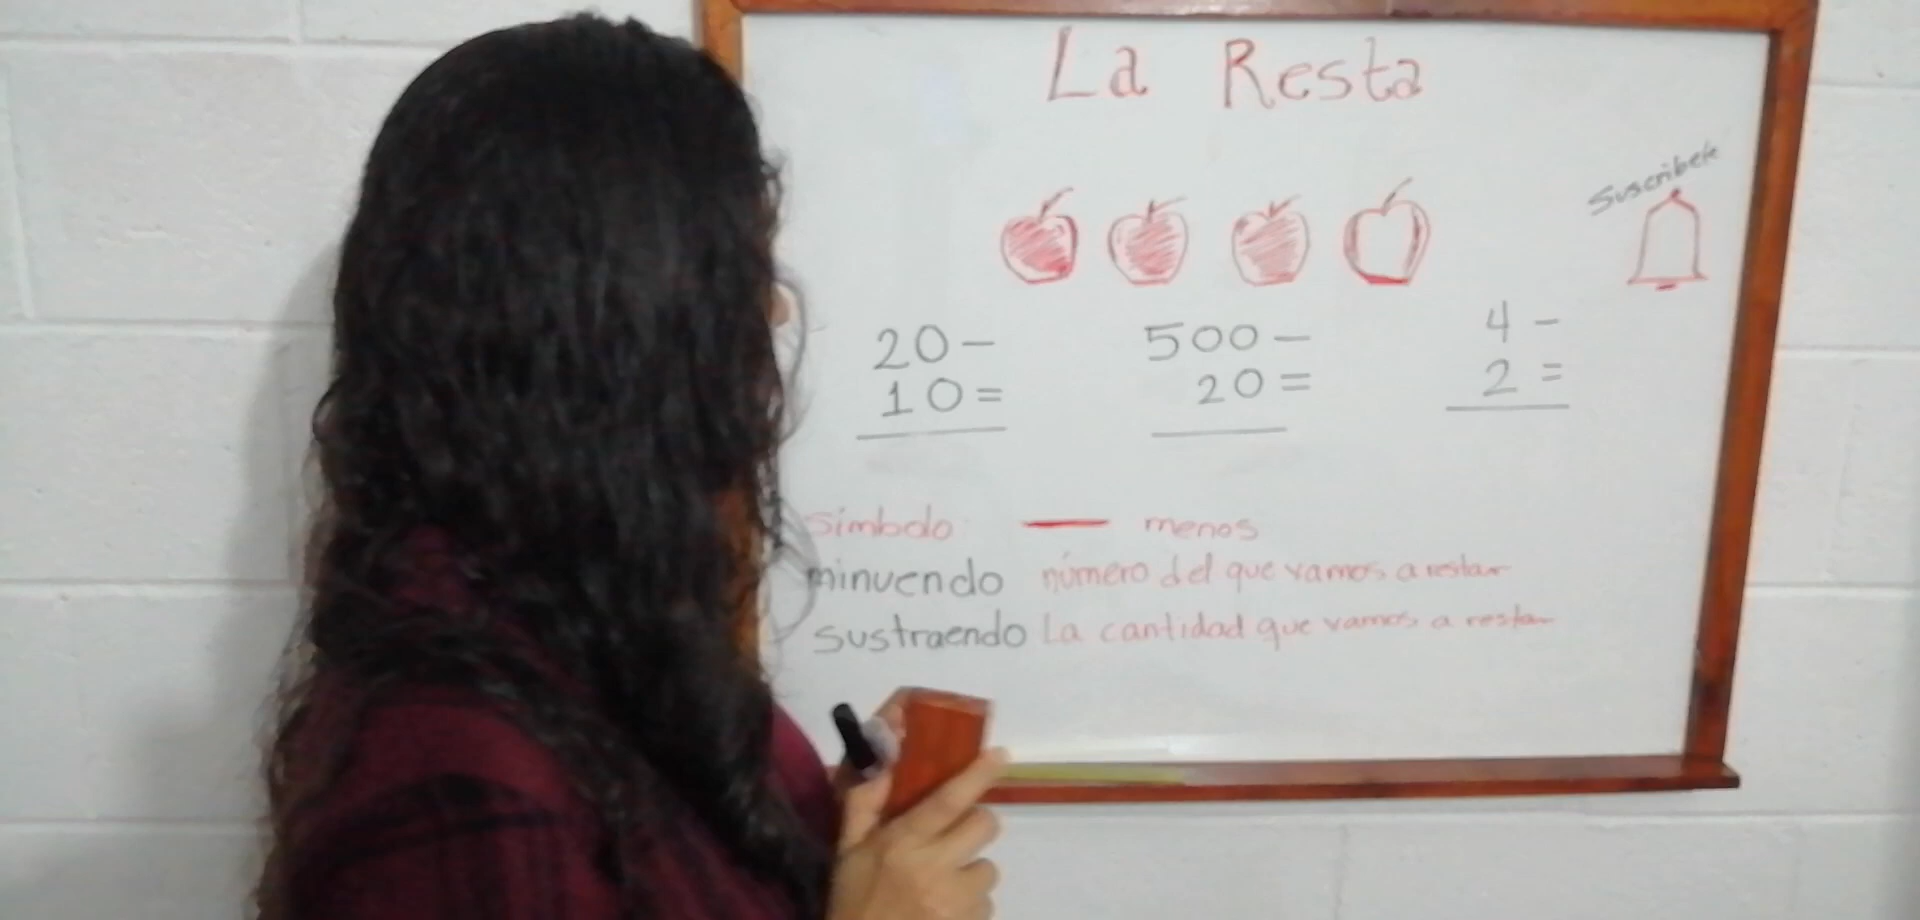 La Resta
Suscribete
20-
10=
500-
20=
4-
2=
símbolo — menos
minuendo número del que vamos a restar
sustraendo La cantidad que vamos a restar